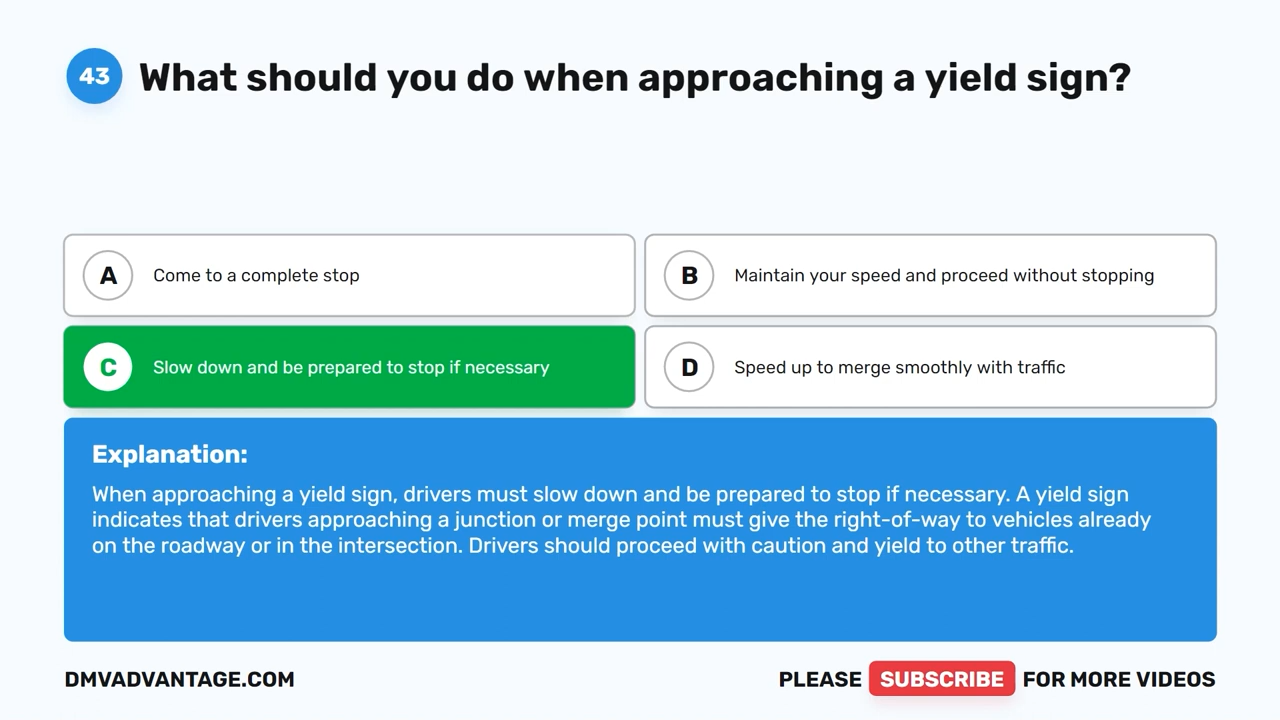 43 What should you do when approaching a yield sign?
A Come to a complete stop
B Maintain your speed and proceed without stopping
C Slow down and be prepared to stop if necessary
D Speed up to merge smoothly with traffic
Explanation:
When approaching a yield sign, drivers must slow down and be prepared to stop if necessary. A yield sign
indicates that drivers approaching a junction or merge point must give the right-of-way to vehicles already
on the roadway or in the intersection. Drivers should proceed with caution and yield to other traffic.
DMVADVANTAGE.COM
PLEASE SUBSCRIBE FOR MORE VIDEOS